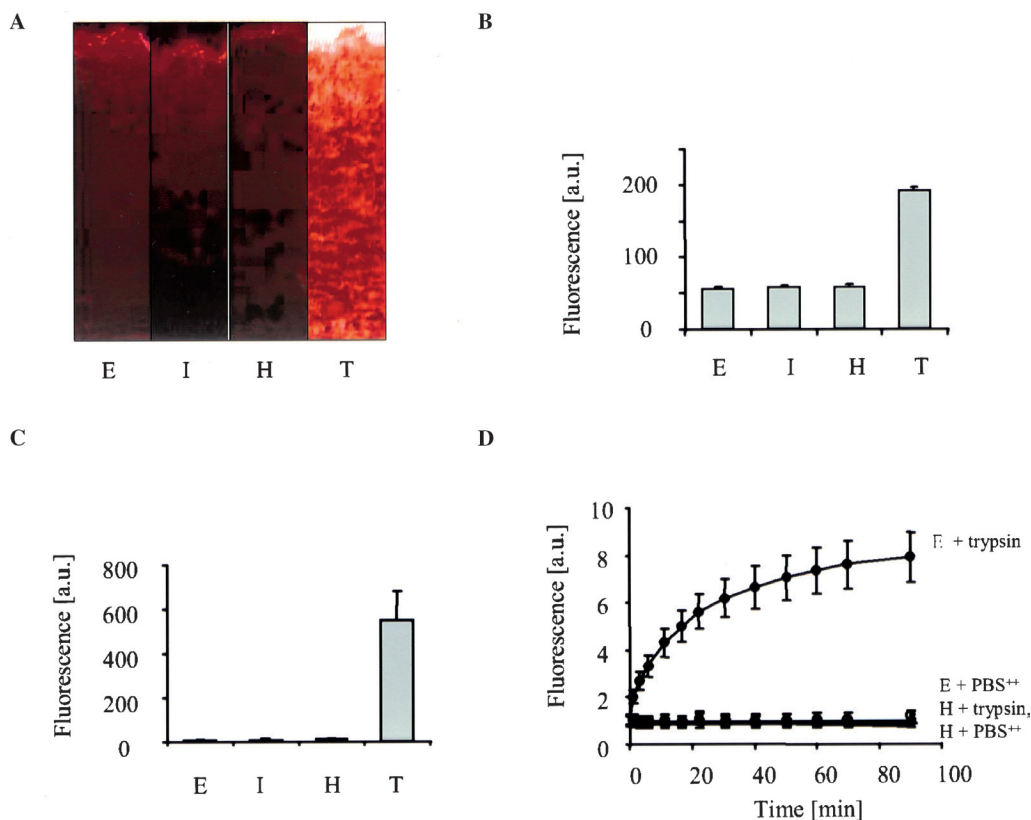 A
E I H T
B
Fluorescence [a.u.]
200
100
0
E I H T
C
Fluorescence [a.u.]
800
600
400
200
0
E I H T
D
Fluorescence [a.u.]
10
8
6
4
2
0
E + trypsin
E + PBS++
H + trypsin,
H + PBS++
0 20 40 60 80 100
Time [min]